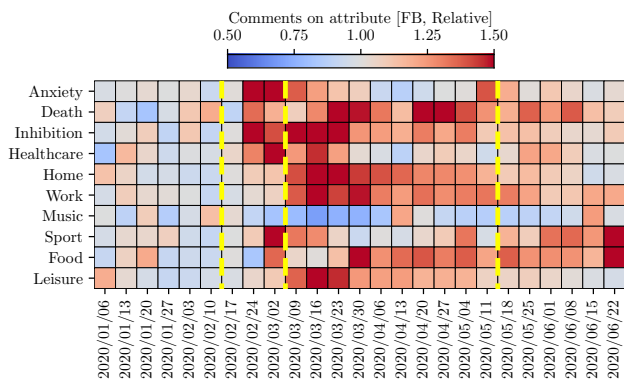 Comments on attribute [FB, Relative]
0.50 0.75 1.00 1.25 1.50
Anxiety
Death
Inhibition
Healthcare
Home
Work
Music
Sport
Food
Leisure
2020/01/06
2020/01/13
2020/01/20
2020/01/27
2020/02/03
2020/02/10
2020/02/17
2020/02/24
2020/03/02
2020/03/09
2020/03/16
2020/03/23
2020/03/30
2020/04/06
2020/04/13
2020/04/20
2020/04/27
2020/05/04
2020/05/11
2020/05/18
2020/05/25
2020/06/01
2020/06/08
2020/06/15
2020/06/22